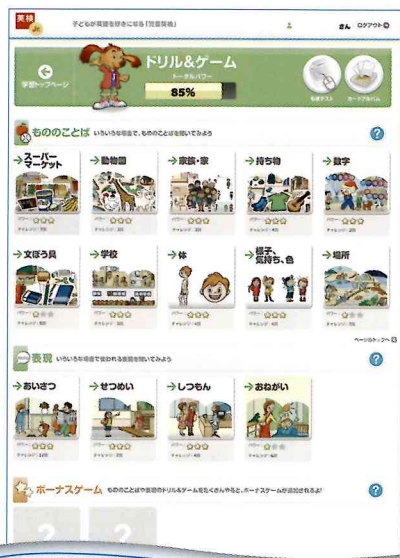 英検
Jr.
子どもが英語を好きになる「児童英検」
さん ログアウト
学習トップページ
ドリル&ゲーム
トータルパワー
85%
カードアルバム
もののことば いろいろな場面で、もののことばを聞いてみよう
スーパー
マーケット
動物園
家族・家
持ち物
数字
文ぼう具
学校
体
様子、
気持ち、色
場所
ページのトップへ
表現 いろいろな場面で使われる表現を聞いてみよう
あいさつ
せつめい
しつもん
おねがい
ボーナスゲーム もののことばや表現のドリル&ゲームをたくさんやると、ボーナスゲームが追加されるよ!
? ?